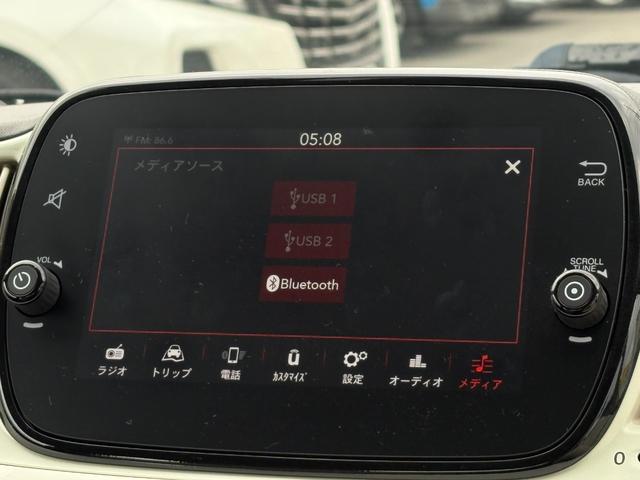 FM: 86.6
05:08
メディアソース
BACK
USB 1
USB 2
Bluetooth
VOL
SCROLL
TUNE
ラジオ
トリップ
電話
ｶｽﾀﾏｲｽﾞ
設定
オーディオ
メディア
0